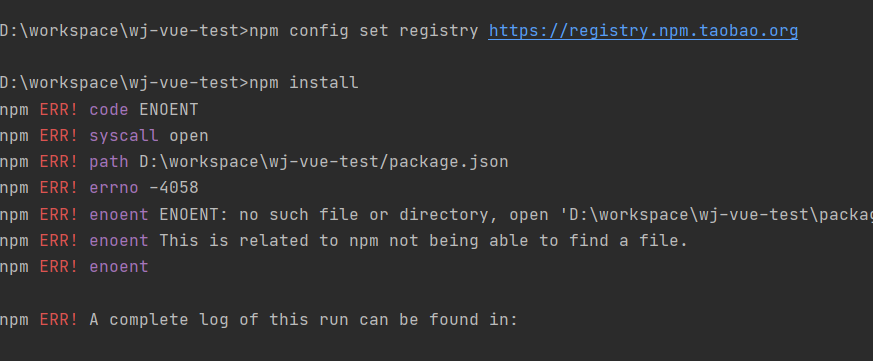 D:\workspace\wj-vue-test>npm config set registry https://registry.npm.taobao.org
D:\workspace\wj-vue-test>npm install
npm ERR! code ENOENT
npm ERR! syscall open
npm ERR! path D:\workspace\wj-vue-test/package.json
npm ERR! errno -4058
npm ERR! enoent ENOENT: no such file or directory, open 'D:\workspace\wj-vue-test\packag
npm ERR! enoent This is related to npm not being able to find a file.
npm ERR! enoent
npm ERR! A complete log of this run can be found in: